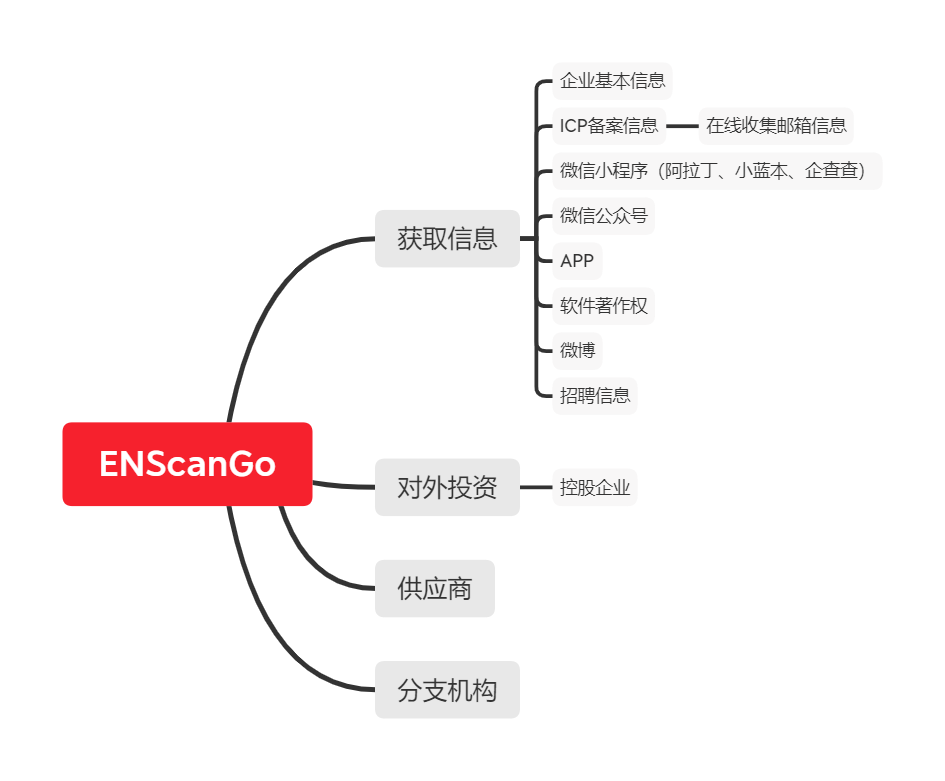 企业基本信息
ICP备案信息
在线收集邮箱信息
微信小程序（阿拉丁、小蓝本、企查查）
微信公众号
获取信息
APP
软件著作权
微博
招聘信息
ENScanGo
对外投资
控股企业
供应商
分支机构